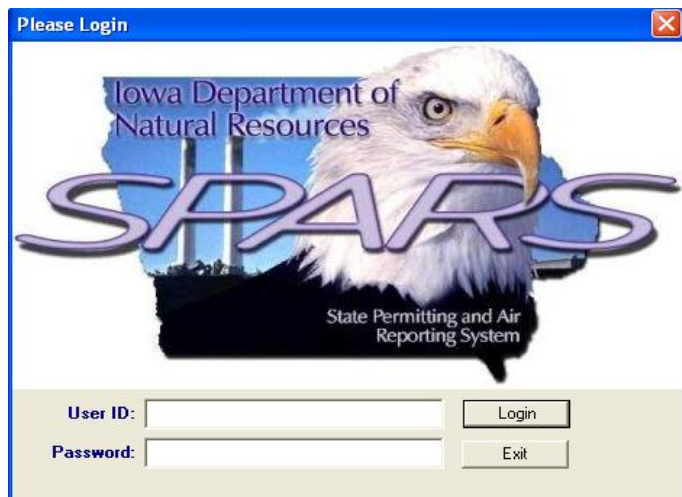 Please Login
Iowa Department of
Natural Resources
SPARS
State Permitting and Air
Reporting System
User ID:
Login
Password:
Exit